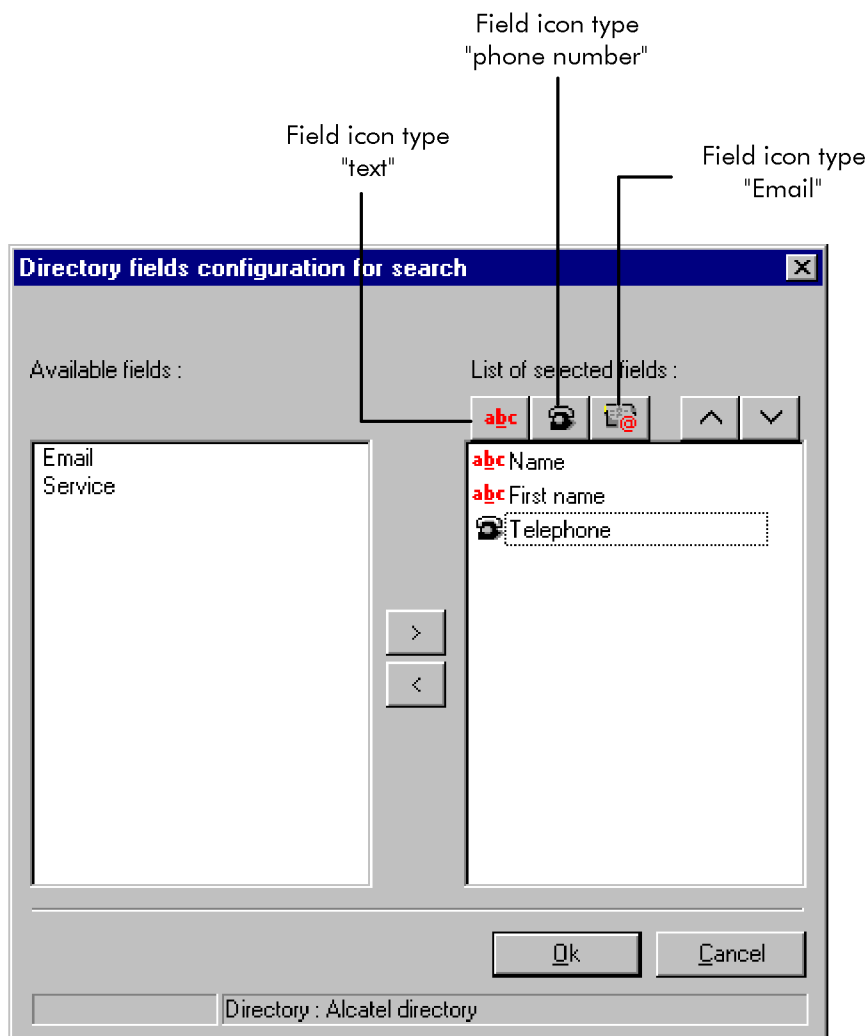 Field icon type
"phone number"
Field icon type
"text"
Field icon type
"Email"
Directory fields configuration for search
Available fields :
List of selected fields :
abc
Email
Service
abc Name
abc First name
Telephone
>
<
Ok
Cancel
Directory : Alcatel directory